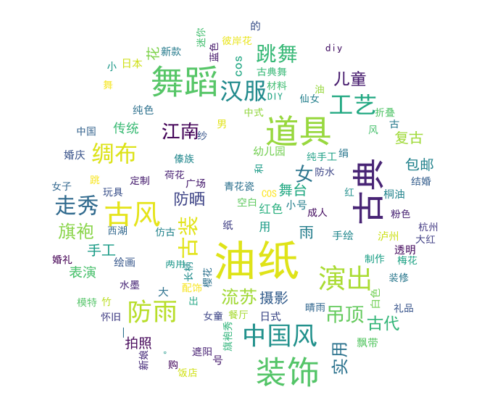 的
迷你
蓝色
彼岸花
花
新款
cos
跳舞
diy
小
日本
舞蹈
古典舞
儿童
舞
汉服
材料
DIY
油
仙女
工艺
折叠
纯色
中国
传统
江南
纱
男
中式
道具
风
古
复古
婚庆
绸布
幼儿园
纯手工
绢
傣族
伞
女
防水
古典
包邮
结婚
女子
跳
玩具
荷花
定制
广场
防晒
青花瓷
cos
舞台
红
桐油
走秀
古风
空白
小号
成人
粉色
西湖
仿古
古装
红色
用
雨
手绘
泸州
杭州
大红
旗袍
手工
纸
透明
婚礼
绘画
两用
长柄
油纸
制作
梅花
表演
樱花
演出
装修
水墨
配饰
白色
模特
竹
大
出
流苏
摄影
晴雨
礼品
怀旧
防雨
女童
餐厅
日式
吊顶
古代
|
旗袍秀
中国风
飘带
拍照
新娘
遮阳
实用
购
号
饭店
装饰